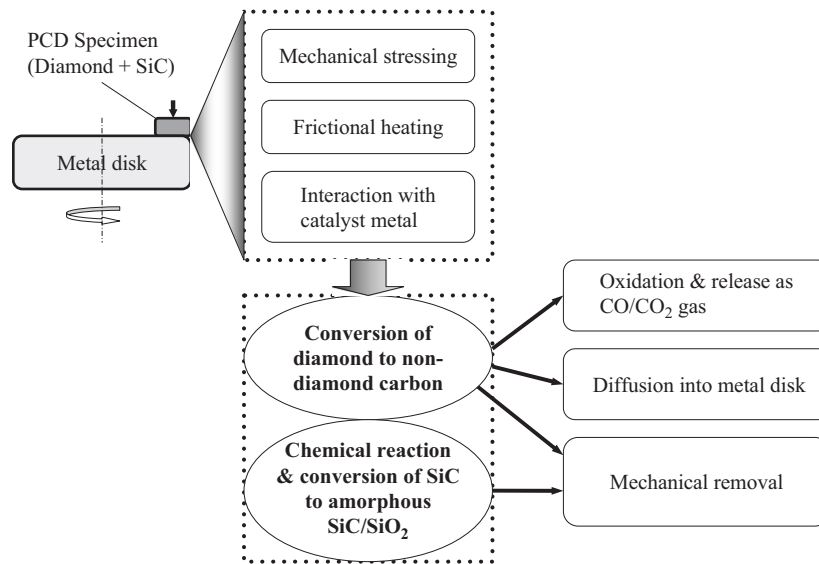 PCD Specimen
(Diamond + SiC)
Metal disk
Mechanical stressing
Frictional heating
Interaction with
catalyst metal
Conversion of
diamond to non-
diamond carbon
Chemical reaction
& conversion of SiC
to amorphous
SiC/SiO₂
Oxidation & release as
CO/CO₂ gas
Diffusion into metal disk
Mechanical removal